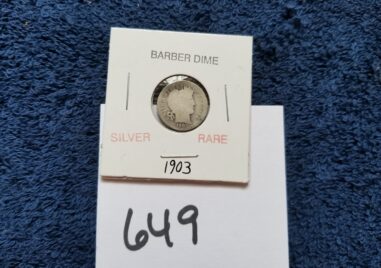 BARBER DIME
SILVER RARE
1903
649